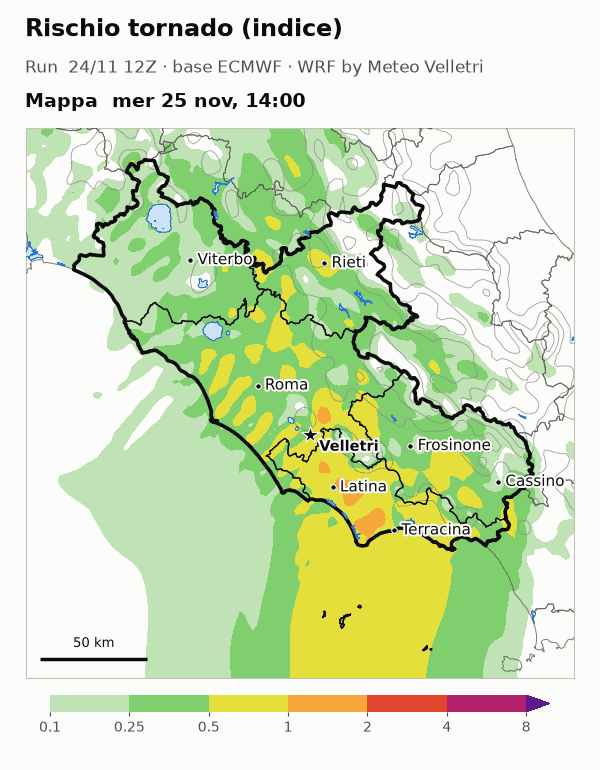 Rischio tornado (indice)
Run  24/11 12Z · base ECMWF · WRF by Meteo Velletri
Mappa  mer 25 nov, 14:00
Viterbo
Rieti
Roma
Velletri
Frosinone
Latina
Cassino
Terracina
50 km
0.1 0.25 0.5 1 2 4 8